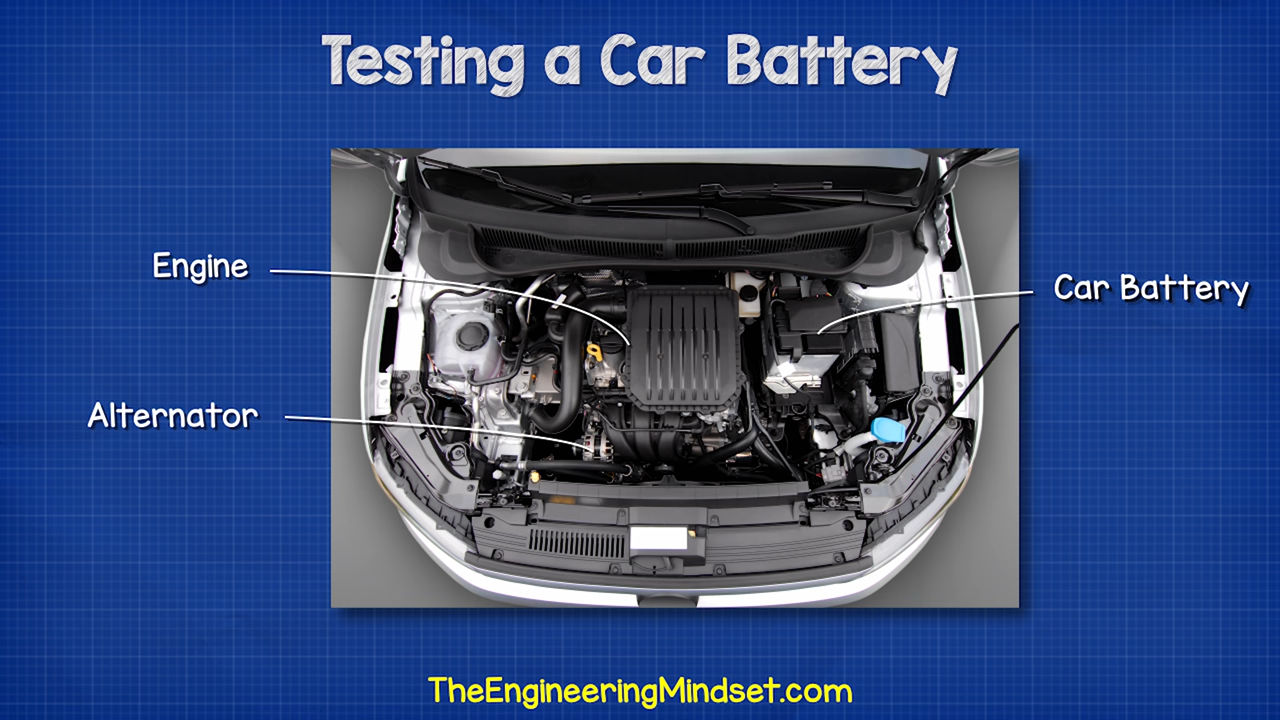 Testing a Car Battery
Engine
Car Battery
Alternator
TheEngineeringMindset.com